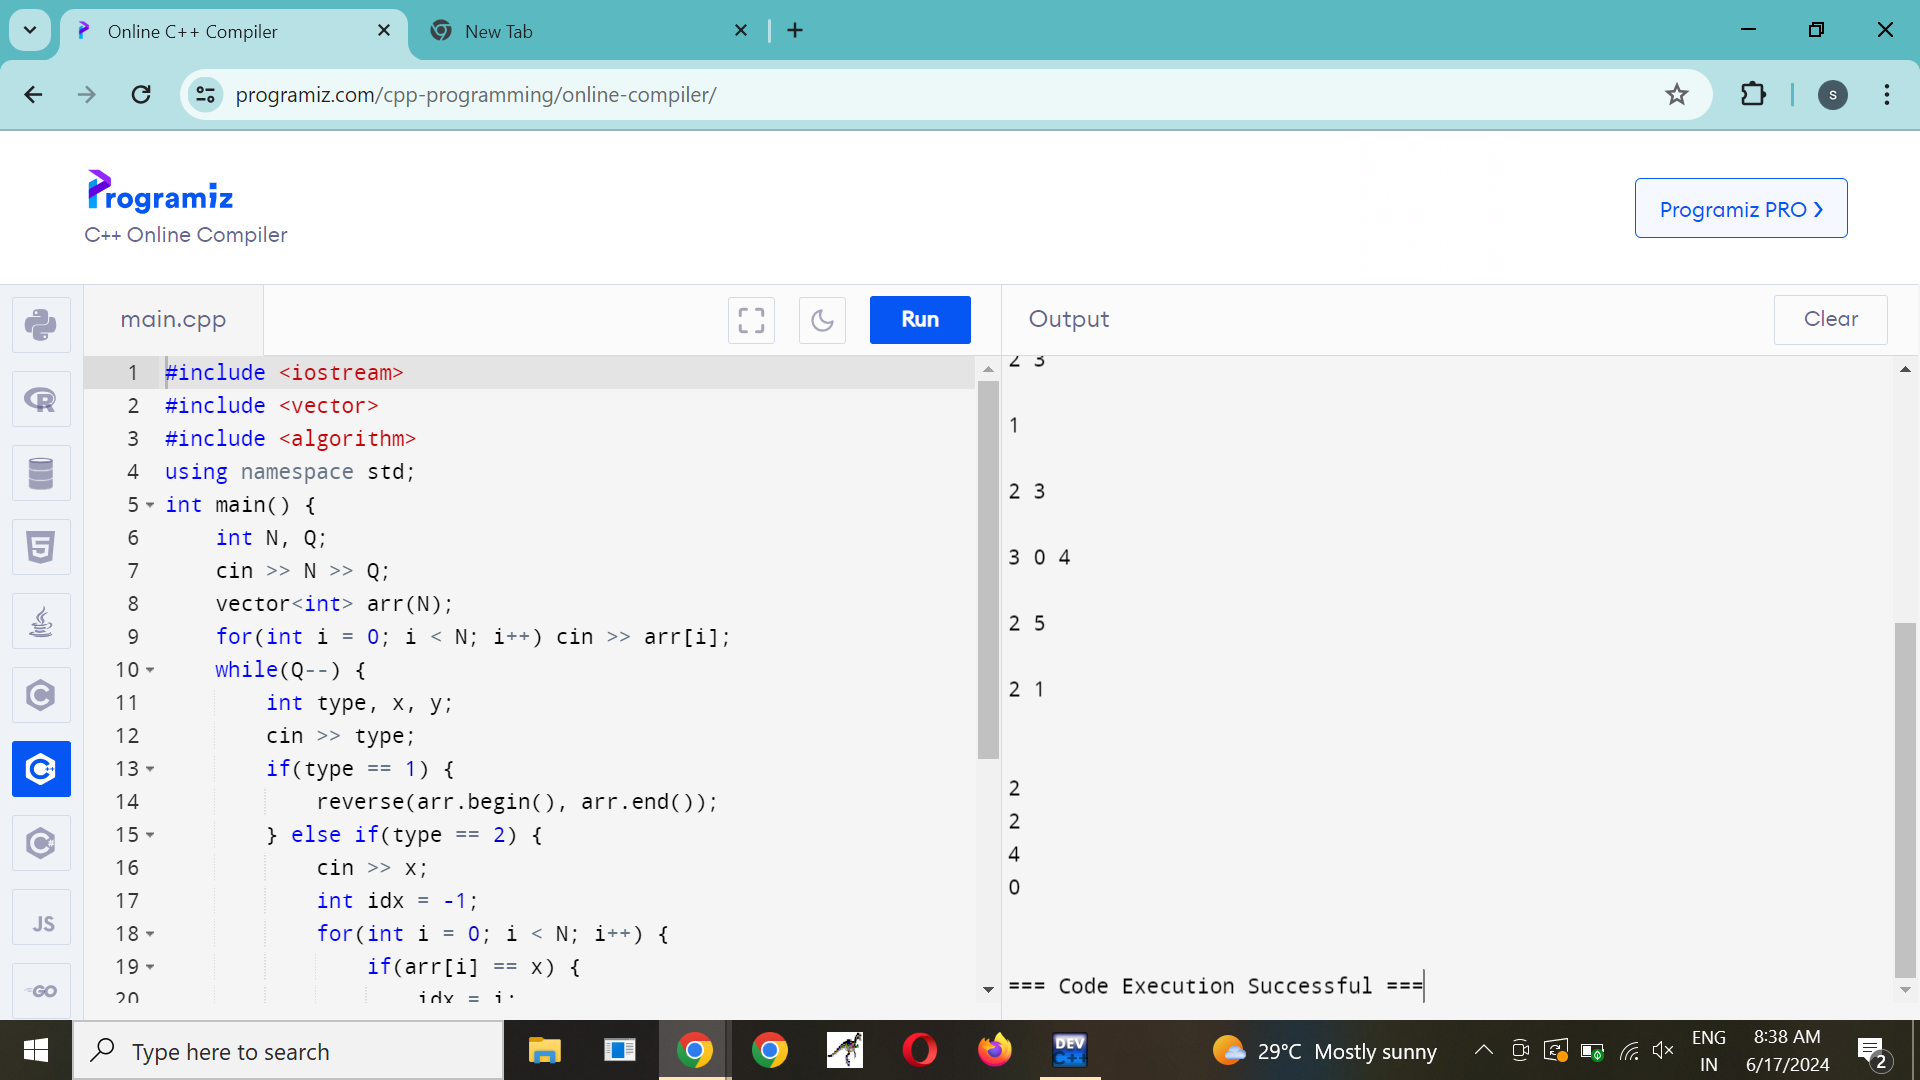 Online C++ Compiler
New Tab
programiz.com/cpp-programming/online-compiler/
s
Programiz
C++ Online Compiler
Programiz PRO
main.cpp
Run
Output
Clear
1 #include <iostream>
2 #include <vector>
3 #include <algorithm>
4 using namespace std;
5 int main() {
6 int N, Q;
7 cin >> N >> Q;
8 vector<int> arr(N);
9 for(int i = 0; i < N; i++) cin >> arr[i];
10 while(Q--) {
11 int type, x, y;
12 cin >> type;
13 if(type == 1) {
14 reverse(arr.begin(), arr.end());
15 } else if(type == 2) {
16 cin >> x;
17 int idx = -1;
18 for(int i = 0; i < N; i++) {
19 if(arr[i] == x) {
20 idx = i;
2 3
1
2 3
3 0 4
2 5
2 1
2
2
4
0
=== Code Execution Successful ===
R
5
C
C++
C#
JS
GO
Type here to search
DEV
C++
29°C Mostly sunny
ENG
IN
8:38 AM
6/17/2024
2